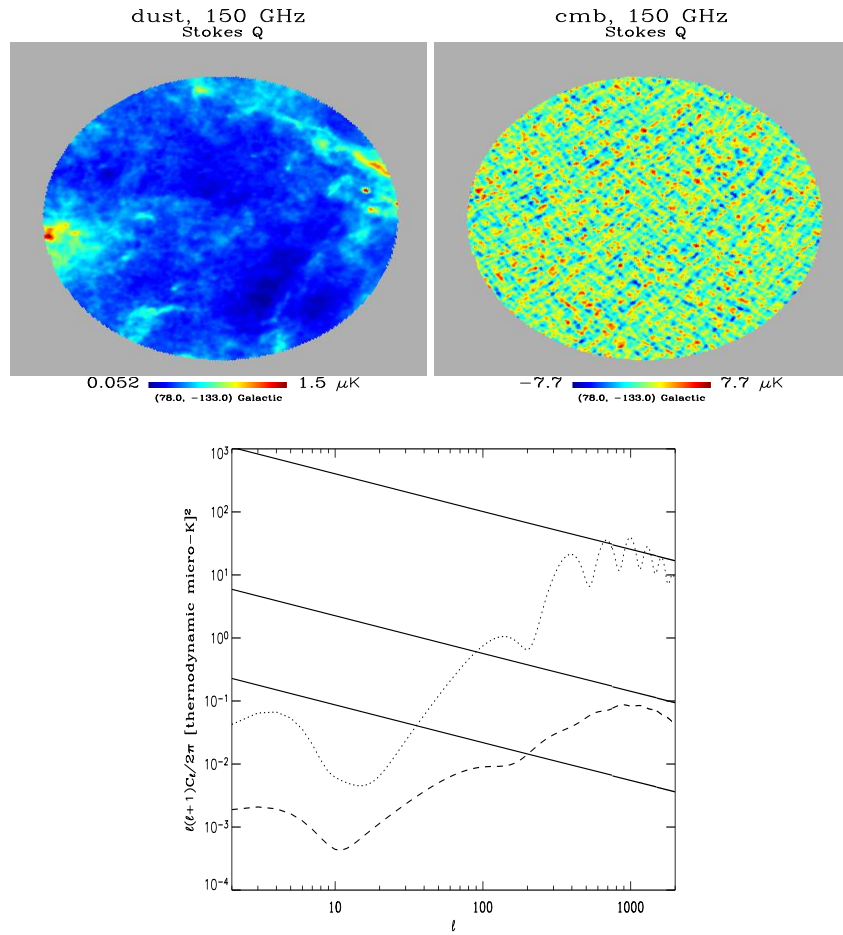 dust, 150 GHz
Stokes Q
0.052 1.5 μK
(78.0, −133.0) Galactic
cmb, 150 GHz
Stokes Q
−7.7 7.7 μK
(78.0, −133.0) Galactic
ℓ(ℓ+1)Cℓ/2π [thernodynamic micro−K]²
10³
10²
10¹
10⁰
10⁻¹
10⁻²
10⁻³
10⁻⁴
10 100 1000
ℓ